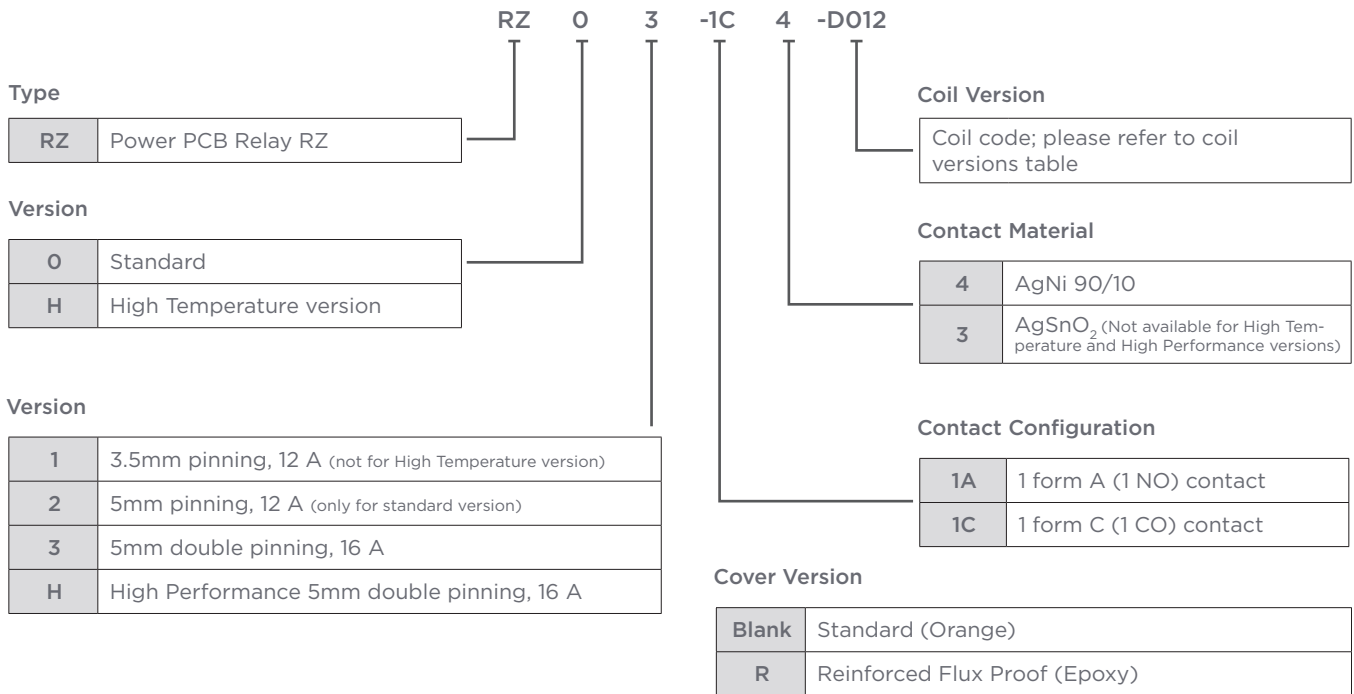 RZ 0 3 -1C 4 -D012
Type
RZ Power PCB Relay RZ
Version
0 Standard
H High Temperature version
Version
1 3.5mm pinning, 12 A (not for High Temperature version)
2 5mm pinning, 12 A (only for standard version)
3 5mm double pinning, 16 A
H High Performance 5mm double pinning, 16 A
Coil Version
Coil code; please refer to coil
versions table
Contact Material
4 AgNi 90/10
3 AgSnO₂ (Not available for High Tem-
perature and High Performance versions)
Contact Configuration
1A 1 form A (1 NO) contact
1C 1 form C (1 CO) contact
Cover Version
Blank Standard (Orange)
R Reinforced Flux Proof (Epoxy)